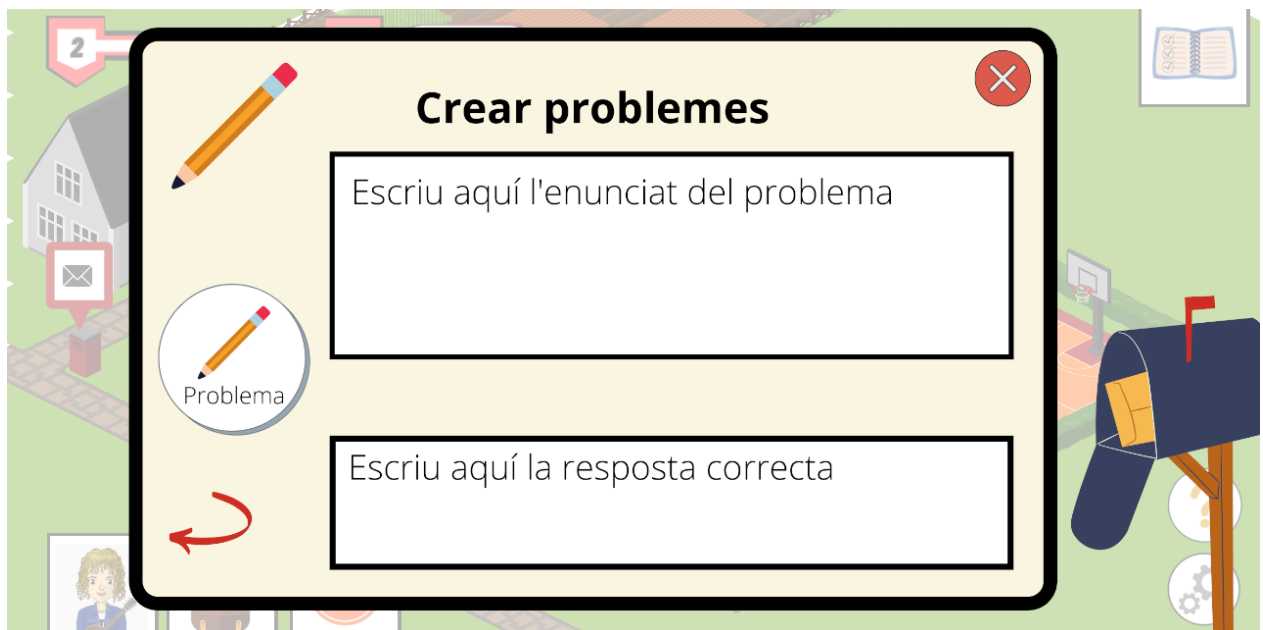 2
Crear problemes
Escriu aquí l'enunciat del problema
Problema
Escriu aquí la resposta correcta
?